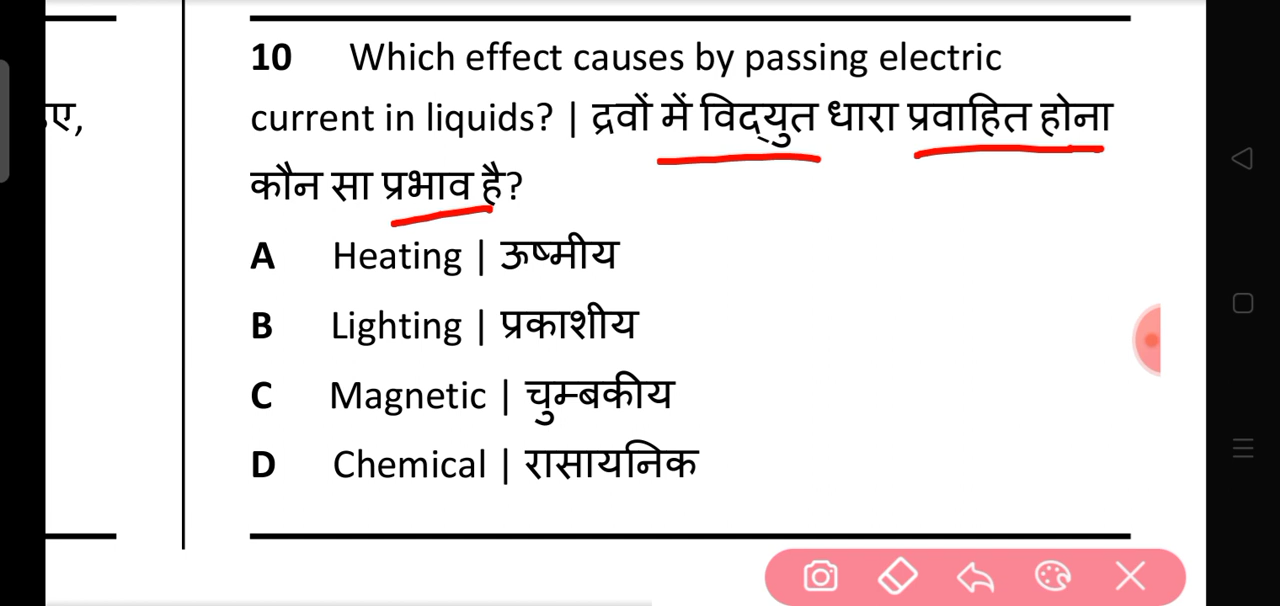 10 Which effect causes by passing electric
current in liquids? | द्रवों में विद्‌युत धारा प्रवाहित होना
कौन सा प्रभाव है?
A Heating | ऊष्मीय
B Lighting | प्रकाशीय
C Magnetic | चुम्बकीय
D Chemical | रासायनिक